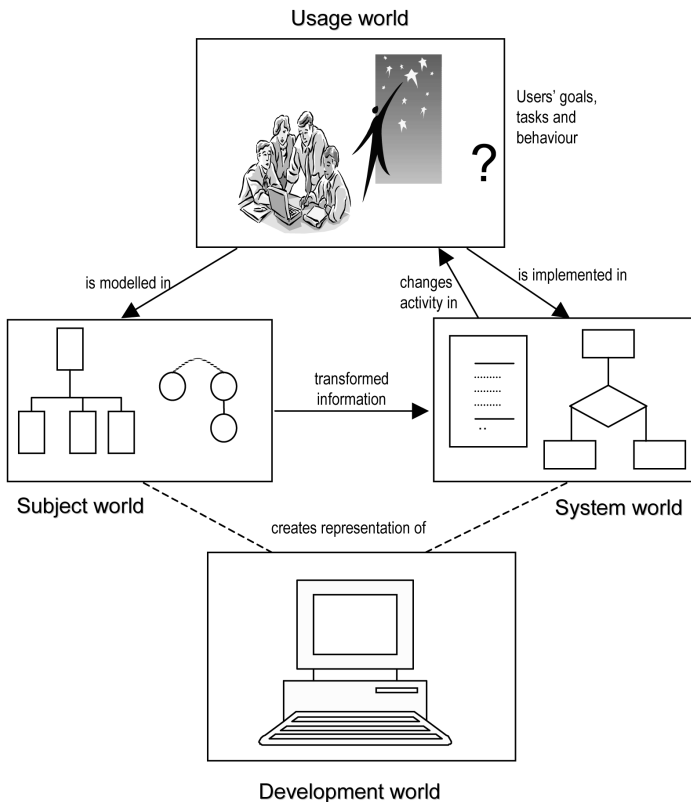 Usage world
Users' goals,
tasks and
behaviour
?
is modelled in
changes
activity in
is implemented in
transformed
information
Subject world
System world
creates representation of
Development world